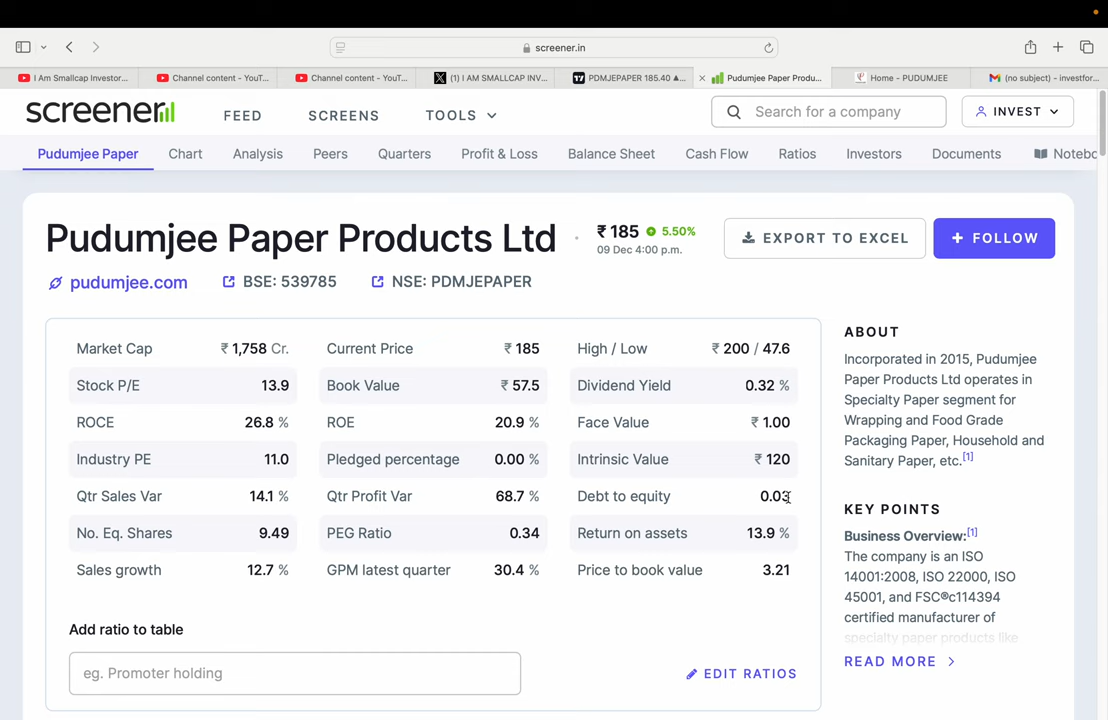 screener.in
I Am Smallcap Investor...
Channel content - YouT...
Channel content - YouT...
(1) I AM SMALLCAP INV...
PDMJEPAPER 185.40 ▲...
Pudumjee Paper Produ...
Home - PUDUMJEE
(no subject) - investfor...
screener
FEED
SCREENS
TOOLS
Search for a company
INVEST
Pudumjee Paper
Chart
Analysis
Peers
Quarters
Profit & Loss
Balance Sheet
Cash Flow
Ratios
Investors
Documents
Notebo
Pudumjee Paper Products Ltd
₹ 185 5.50%
09 Dec 4:00 p.m.
EXPORT TO EXCEL
+ FOLLOW
pudumjee.com
BSE: 539785
NSE: PDMJEPAPER
Market Cap ₹ 1,758 Cr.
Current Price ₹ 185
High / Low ₹ 200 / 47.6
Stock P/E 13.9
Book Value ₹ 57.5
Dividend Yield 0.32 %
ROCE 26.8 %
ROE 20.9 %
Face Value ₹ 1.00
Industry PE 11.0
Pledged percentage 0.00 %
Intrinsic Value ₹ 120
Qtr Sales Var 14.1 %
Qtr Profit Var 68.7 %
Debt to equity 0.03
No. Eq. Shares 9.49
PEG Ratio 0.34
Return on assets 13.9 %
Sales growth 12.7 %
GPM latest quarter 30.4 %
Price to book value 3.21
Add ratio to table
eg. Promoter holding
EDIT RATIOS
ABOUT
Incorporated in 2015, Pudumjee
Paper Products Ltd operates in
Specialty Paper segment for
Wrapping and Food Grade
Packaging Paper, Household and
Sanitary Paper, etc.[1]
KEY POINTS
Business Overview:[1]
The company is an ISO
14001:2008, ISO 22000, ISO
45001, and FSC®c114394
certified manufacturer of
specialty paper products like
READ MORE